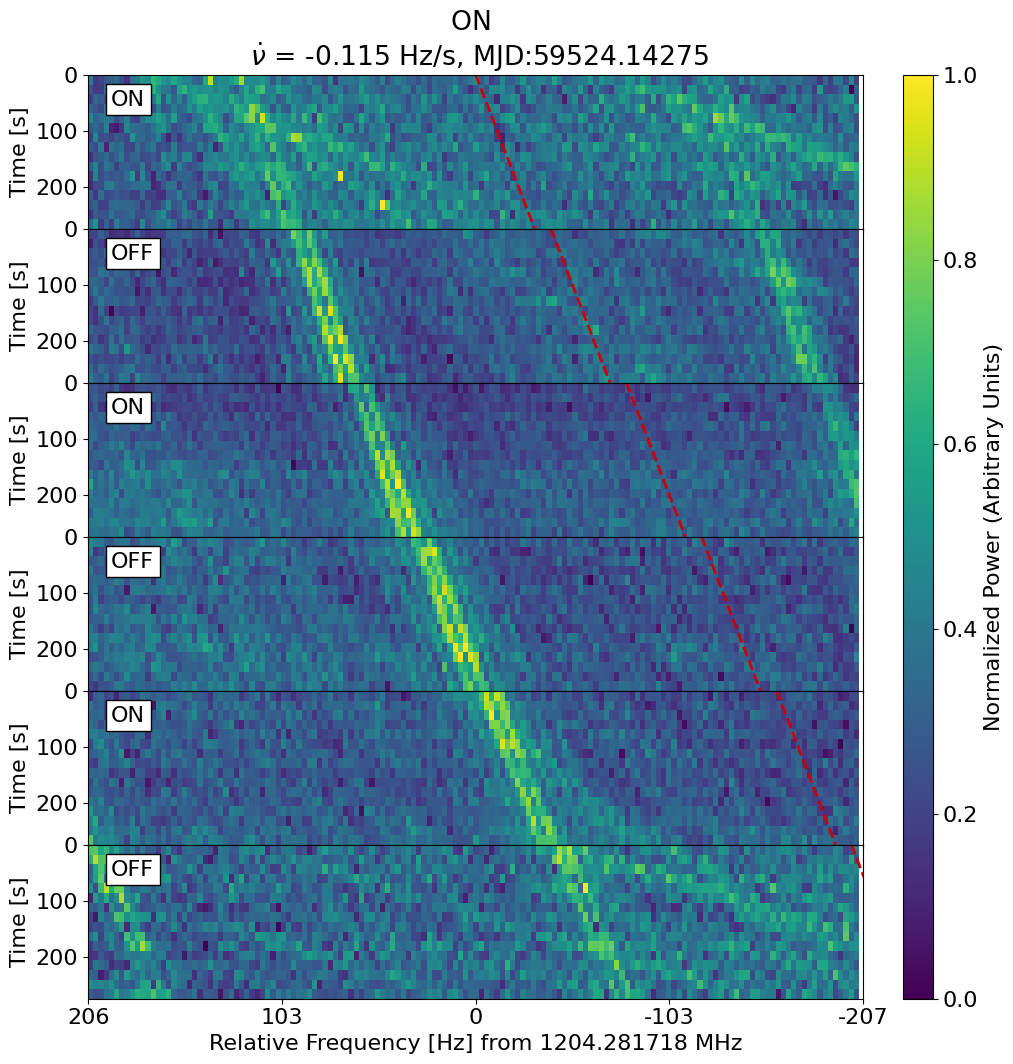 ON
ν̇ = -0.115 Hz/s, MJD:59524.14275
0
100
200
Time [s]
ON
0
100
200
Time [s]
OFF
0
100
200
Time [s]
ON
0
100
200
Time [s]
OFF
0
100
200
Time [s]
ON
0
100
200
Time [s]
OFF
206 103 0 -103 -207
Relative Frequency [Hz] from 1204.281718 MHz
1.0
0.8
0.6
0.4
0.2
0.0
Normalized Power (Arbitrary Units)